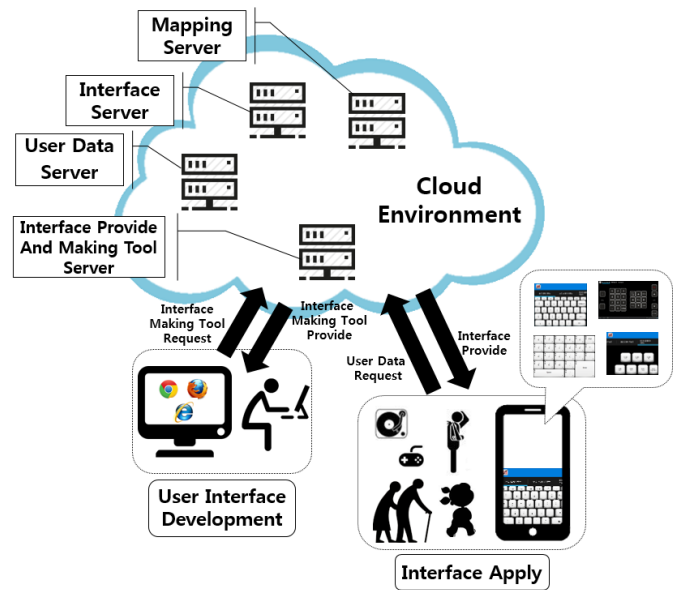 Mapping
Server
Interface
Server
User Data
Server
Interface Provide
And Making Tool
Server
Cloud
Environment
Interface
Making Tool
Request
Interface
Making Tool
Provide
User Data
Request
Interface
Provide
User Interface
Development
Interface Apply